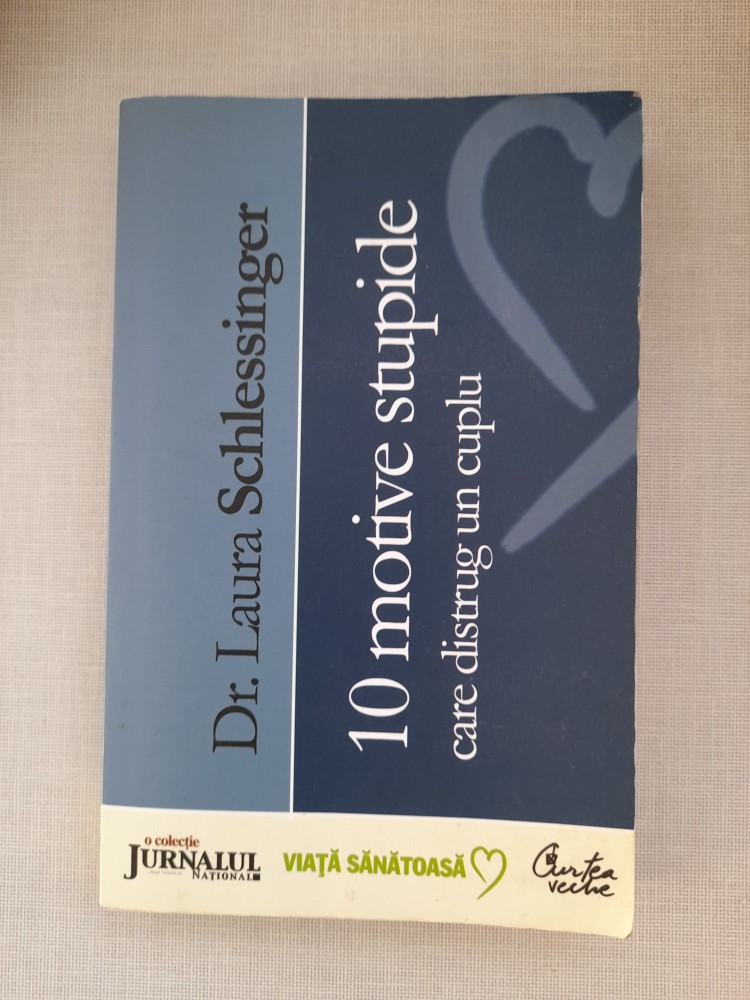 Dr. Laura Schlessinger
10 motive stupide
care distrug un cuplu
o colecție
JURNALUL
NAȚIONAL
VIAȚĂ SĂNĂTOASĂ
Curtea
veche